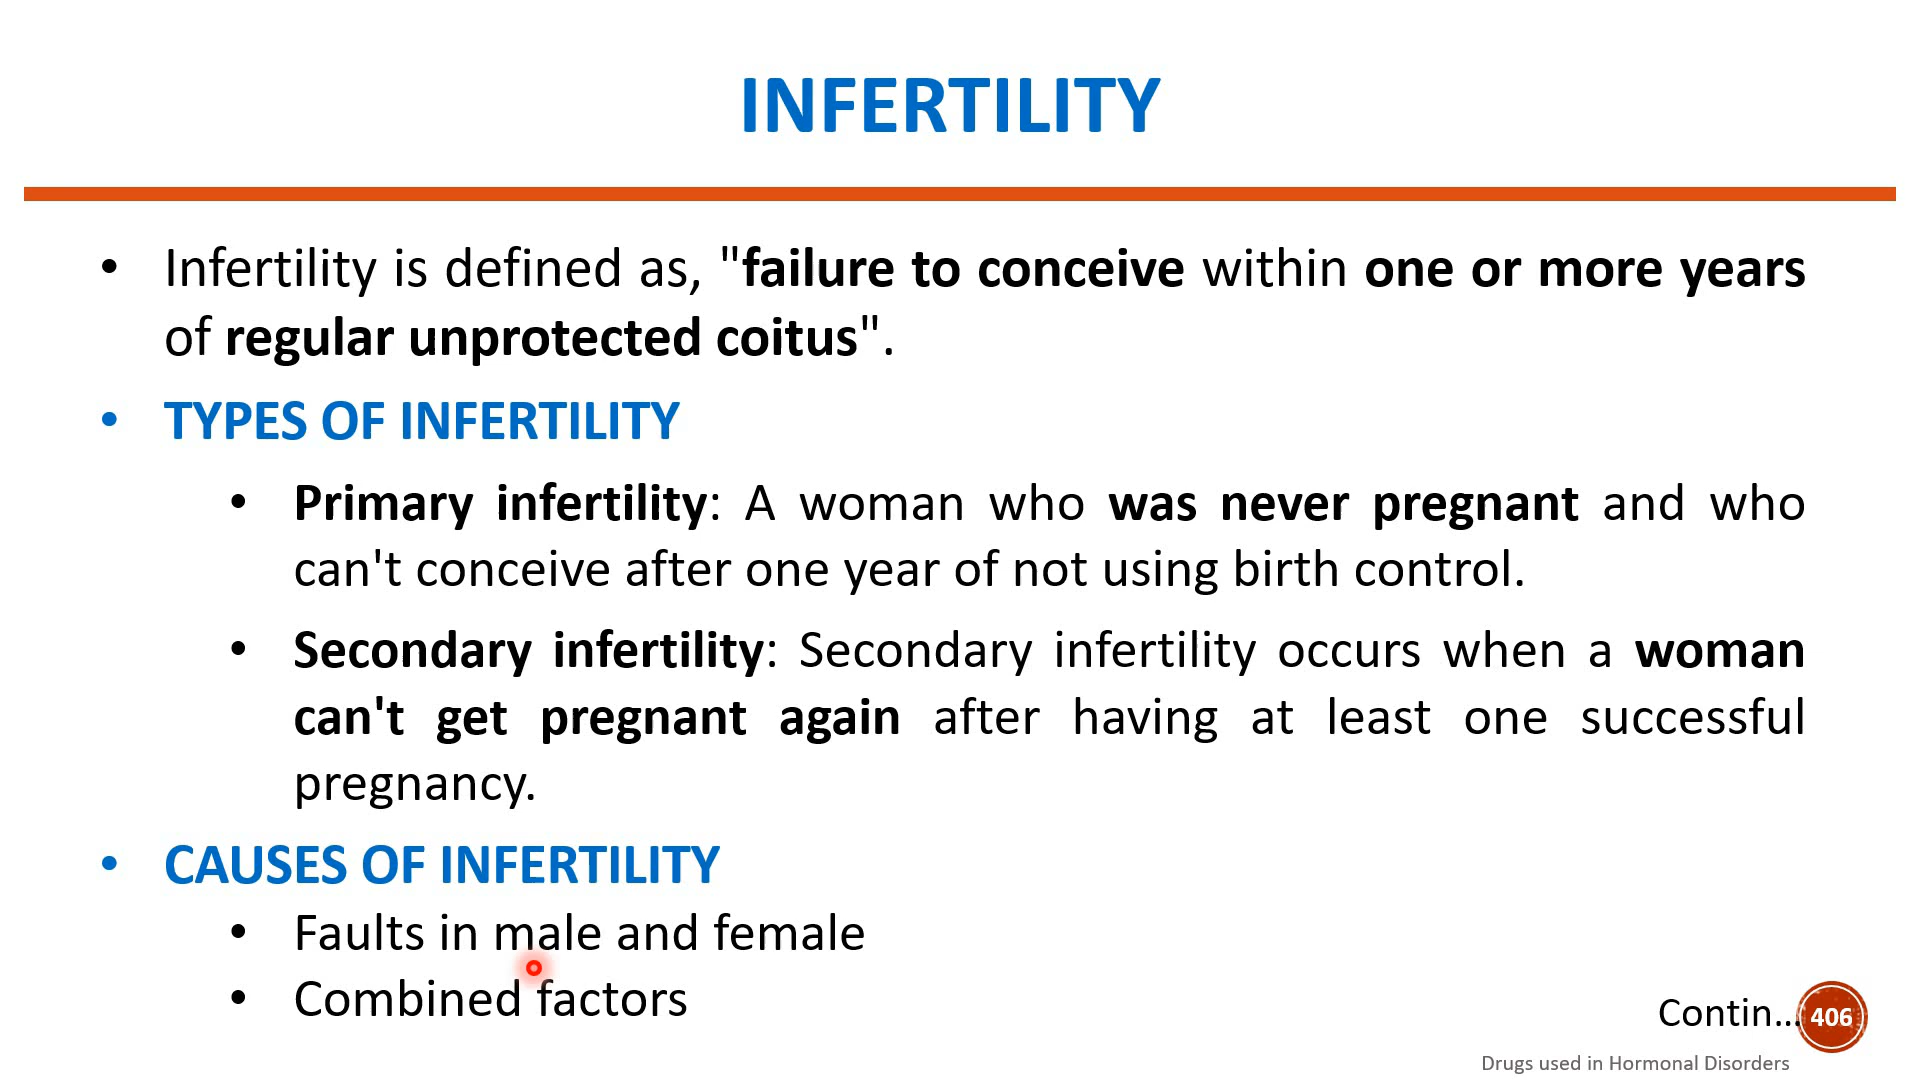 INFERTILITY
• Infertility is defined as, "failure to conceive within one or more years
of regular unprotected coitus".
• TYPES OF INFERTILITY
• Primary infertility: A woman who was never pregnant and who
can't conceive after one year of not using birth control.
• Secondary infertility: Secondary infertility occurs when a woman
can't get pregnant again after having at least one successful
pregnancy.
• CAUSES OF INFERTILITY
• Faults in male and female
• Combined factors
Contin...
406
Drugs used in Hormonal Disorders